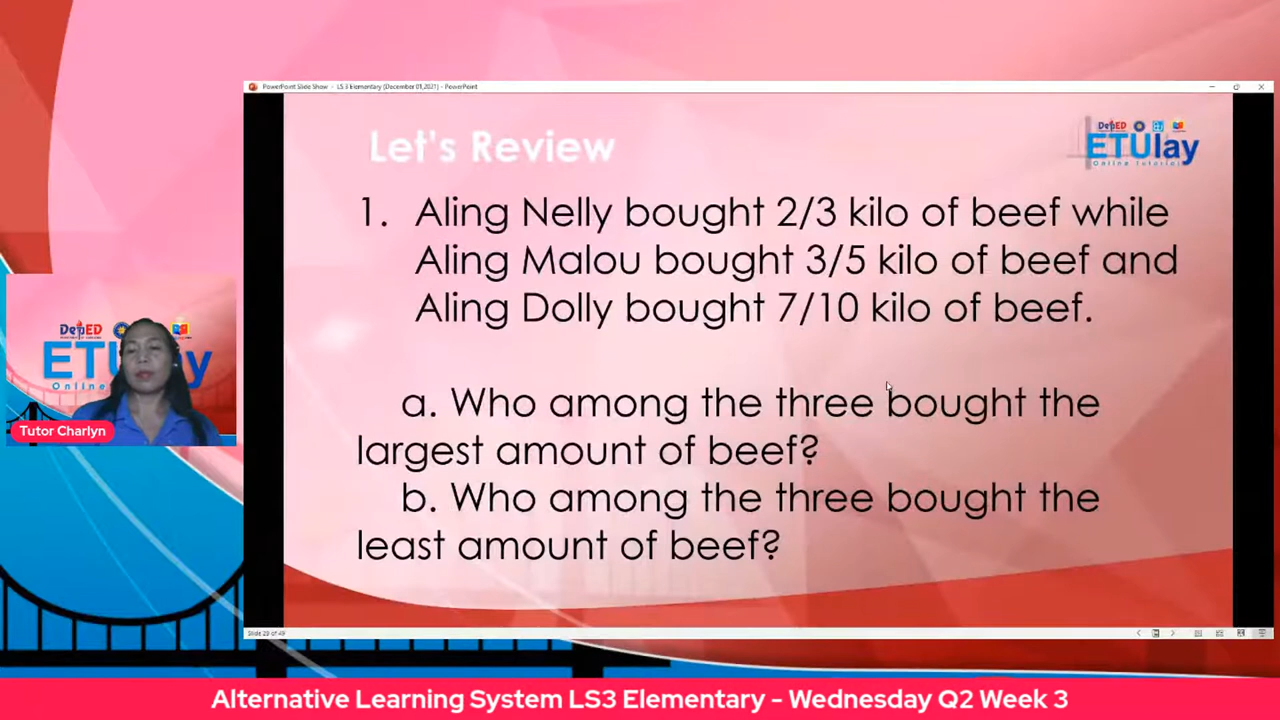 PowerPoint Slide Show - LS 3 Elementary (December 01,2021) - PowerPoint
Let's Review
DepED
ETULay
Online Tutorial
1. Aling Nelly bought 2/3 kilo of beef while
Aling Malou bought 3/5 kilo of beef and
Aling Dolly bought 7/10 kilo of beef.
a. Who among the three bought the
largest amount of beef?
b. Who among the three bought the
least amount of beef?
DepED
ETU ay
Online
Tutor Charlyn
Slide 29 of 49
Alternative Learning System LS3 Elementary - Wednesday Q2 Week 3